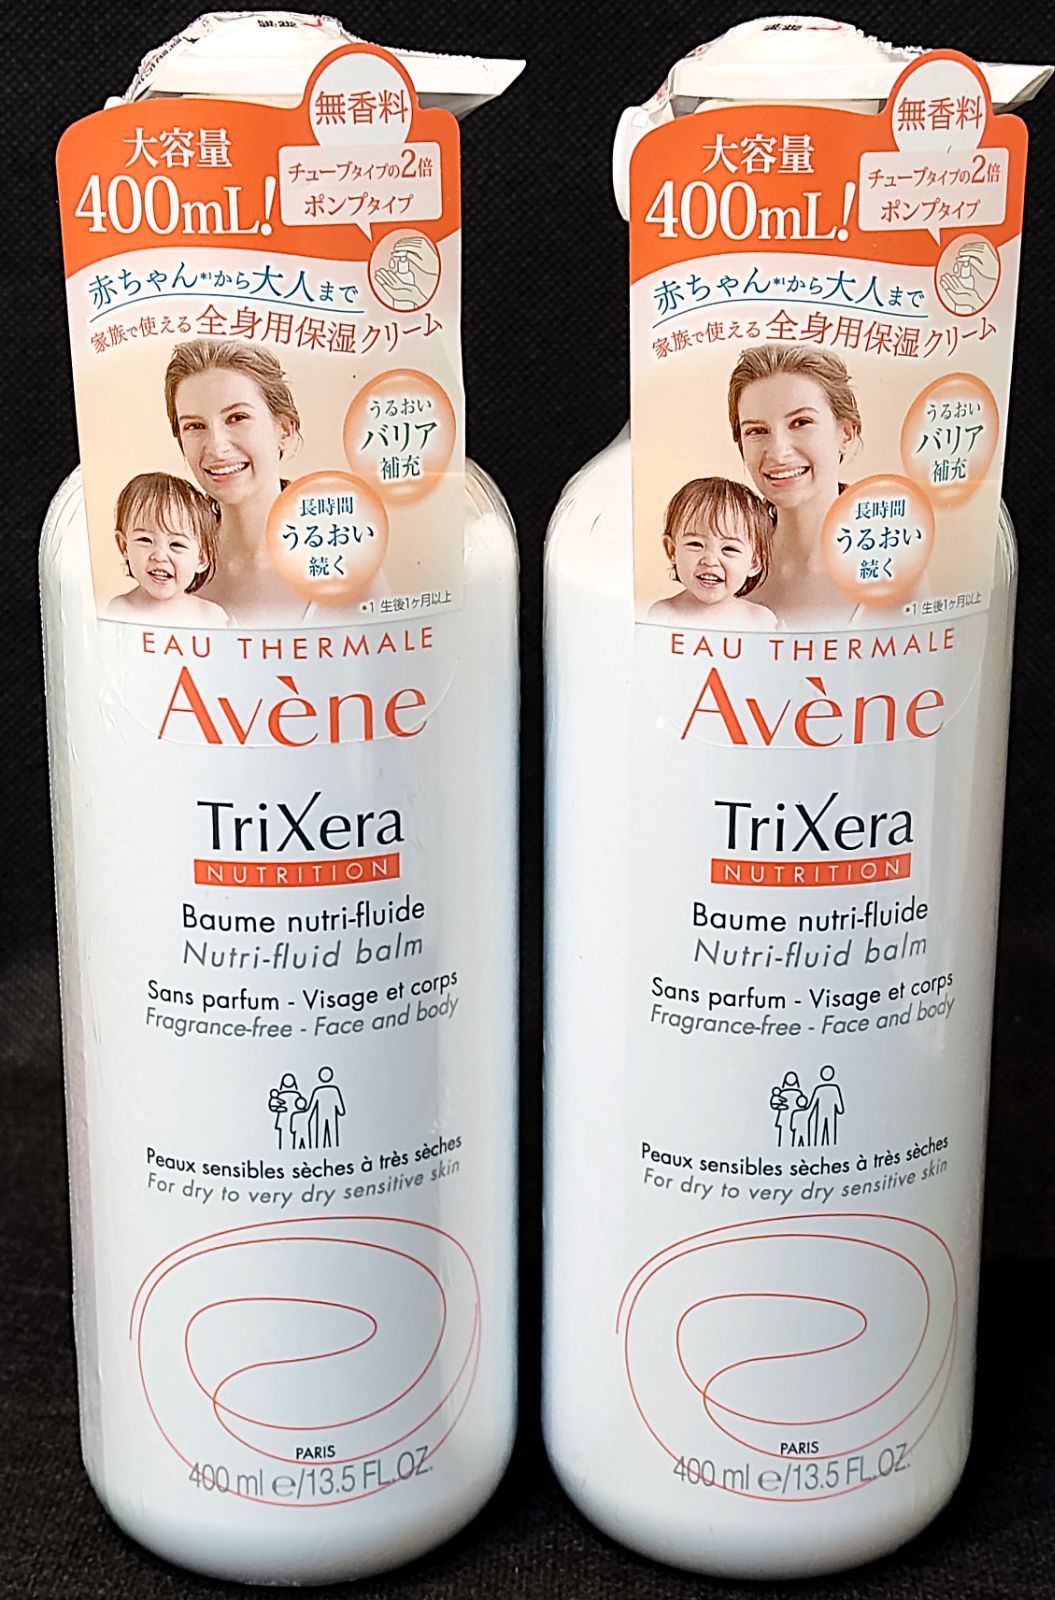 無香料
大容量
400mL!
チューブタイプの2倍
ポンプタイプ
赤ちゃん*1から大人まで
家族で使える全身用保湿クリーム
うるおい
バリア
補充
長時間
うるおい
続く
*1 生後1ヶ月以上
EAU THERMALE
Avène
TriXera
NUTRITION
Baume nutri-fluide
Nutri-fluid balm
Sans parfum - Visage et corps
Fragrance-free - Face and body
Peaux sensibles sèches à très sèches
For dry to very dry sensitive skin
PARIS
400 ml e/13.5 FL.OZ.
無香料
大容量
400mL!
チューブタイプの2倍
ポンプタイプ
赤ちゃん*1から大人まで
家族で使える全身用保湿クリーム
うるおい
バリア
補充
長時間
うるおい
続く
*1 生後1ヶ月以上
EAU THERMALE
Avène
TriXera
NUTRITION
Baume nutri-fluide
Nutri-fluid balm
Sans parfum - Visage et corps
Fragrance-free - Face and body
Peaux sensibles sèches à très sèches
For dry to very dry sensitive skin
PARIS
400 ml e/13.5 FL.OZ.